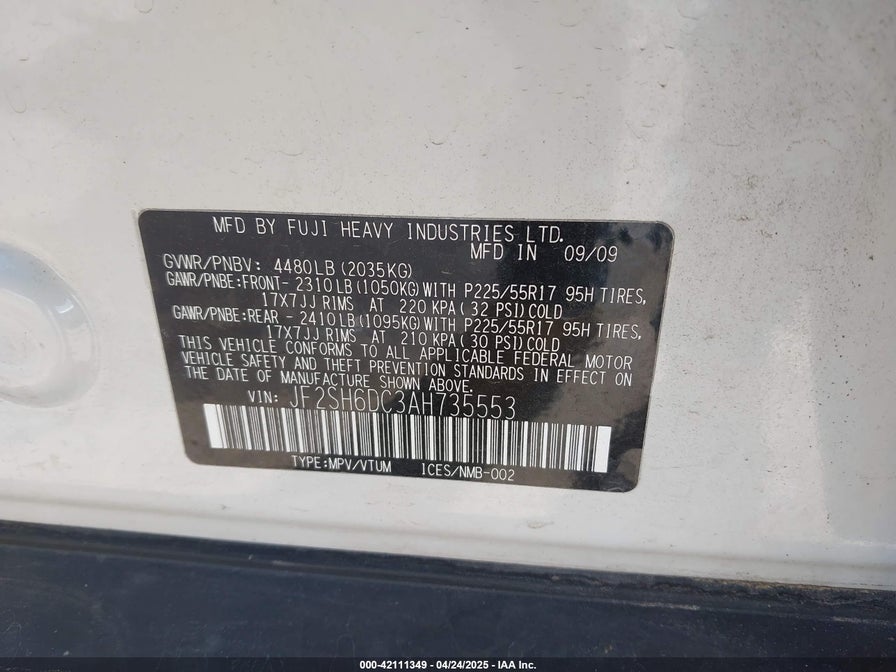 MFD BY FUJI HEAVY INDUSTRIES LTD.
MFD IN 09/09
GVWR/PNBV: 4480LB (2035KG)
GAWR/PNBE:FRONT- 2310LB (1050KG) WITH P225/55R17 95H TIRES,
17X7JJ RIMS AT 220 KPA (32 PSI) COLD
GAWR/PNBE:REAR - 2410LB (1095KG) WITH P225/55R17 95H TIRES,
17X7JJ RIMS AT 210 KPA (30 PSI) COLD
THIS VEHICLE CONFORMS TO ALL APPLICABLE FEDERAL MOTOR
VEHICLE SAFETY AND THEFT PREVENTION STANDARDS IN EFFECT ON
THE DATE OF MANUFACTURE SHOWN ABOVE.
VIN: JF2SH6DC3AH735553
TYPE:MPV/VTUM ICES/NMB-002
000-42111349 - 04/24/2025 - IAA Inc.